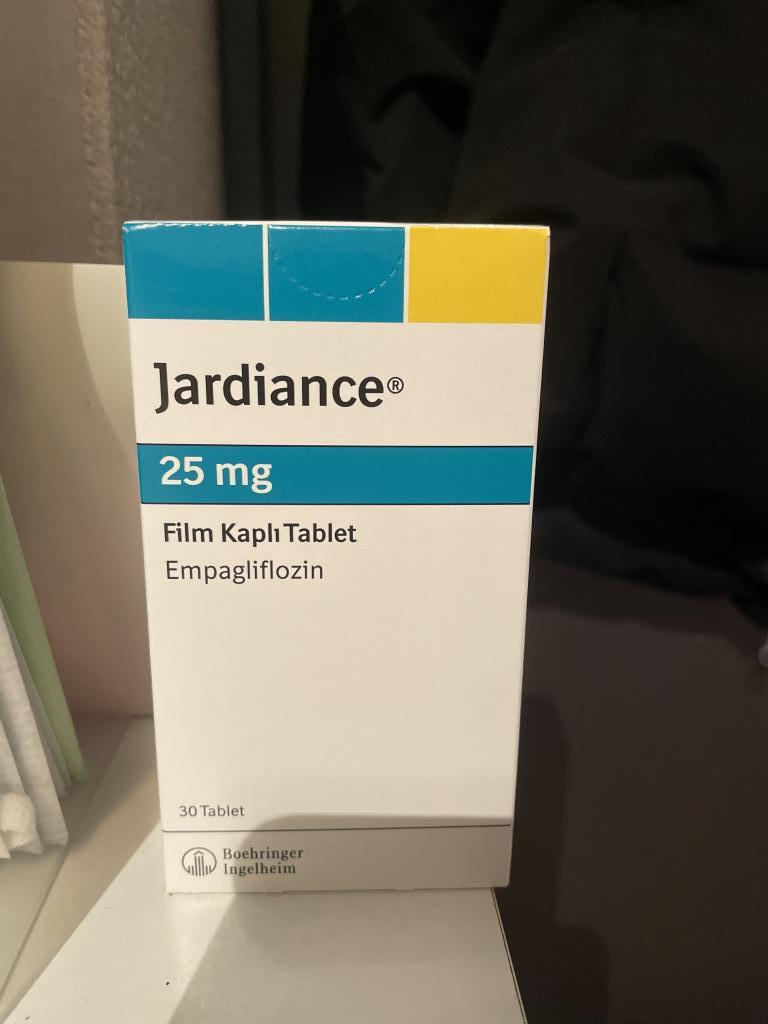 Jardiance®
25 mg
Film Kaplı Tablet
Empagliflozin
30 Tablet
Boehringer
Ingelheim